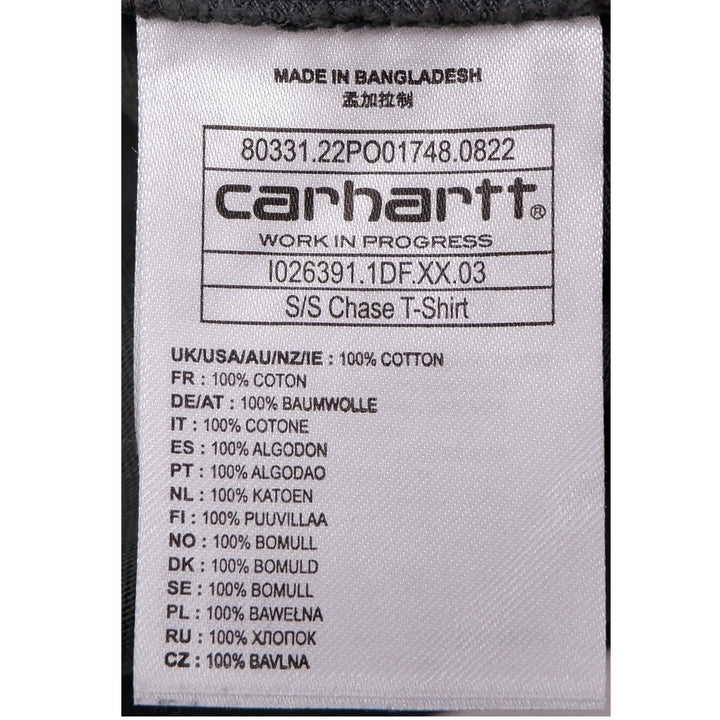 MADE IN BANGLADESH
孟加拉制
80331.22PO01748.0822
carhartt®
WORK IN PROGRESS
I026391.1DF.XX.03
S/S Chase T-Shirt
UK/USA/AU/NZ/IE : 100% COTTON
FR : 100% COTON
DE/AT : 100% BAUMWOLLE
IT : 100% COTONE
ES : 100% ALGODON
PT : 100% ALGODAO
NL : 100% KATOEN
FI : 100% PUUVILLAA
NO : 100% BOMULL
DK : 100% BOMULD
SE : 100% BOMULL
PL : 100% BAWEŁNA
RU : 100% ХЛОПОК
CZ : 100% BAVLNA